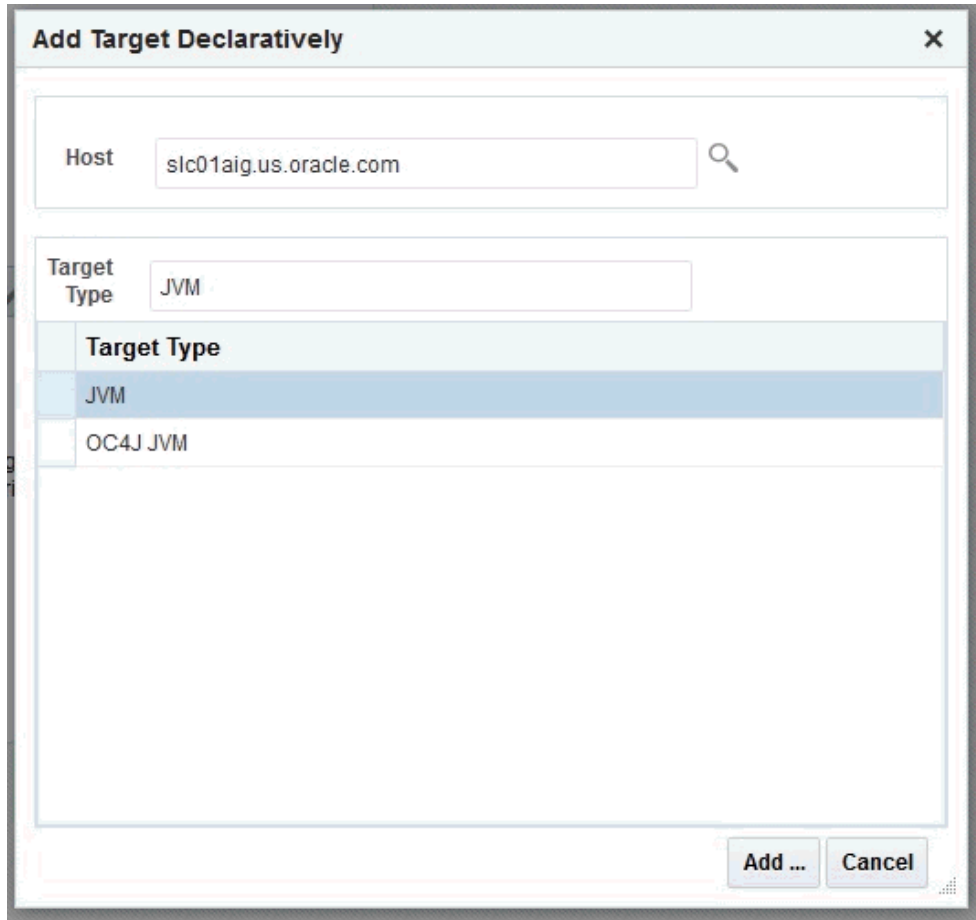 Add Target Declaratively
Host
slc01aig.us.oracle.com
Target
Type
JVM
Target Type
JVM
OC4J JVM
Add ...
Cancel